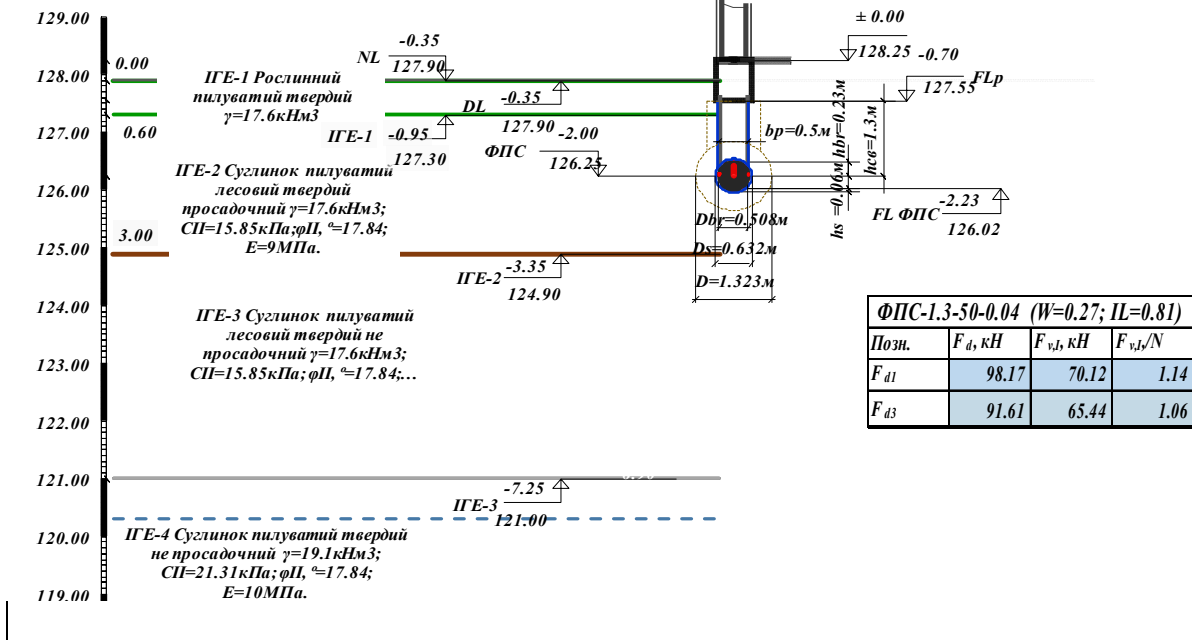 129.00
128.00
127.00
126.00
125.00
124.00
123.00
122.00
121.00
120.00
119.00
0.00
0.60
3.00
ІГЕ-1 Рослинний
пилуватий твердий
γ=17.6кНм3
NL
-0.35
127.90
DL
-0.35
127.90
ІГЕ-1
-0.95
127.30
ФПС
-2.00
126.25
ІГЕ-2 Суглинок пилуватий
лесовий твердий
просадочний γ=17.6кНм3;
СІІ=15.85кПа;φІІ, º=17.84;
Е=9МПа.
ІГЕ-2
-3.35
124.90
ІГЕ-3 Суглинок пилуватий
лесовий твердий не
просадочний γ=17.6кНм3;
СІІ=15.85кПа; φІІ, º=17.84;...
ІГЕ-3
-7.25
121.00
ІГЕ-4 Суглинок пилуватий твердий
не просадочний γ=19.1кНм3;
СІІ=21.31кПа; φІІ, º=17.84;
Е=10МПа.
± 0.00
128.25
-0.70
127.55
FLp
bp=0.5м
hs =0.06м hbr=0.23м
hсв=1.3м
FL ФПС
-2.23
126.02
Dbr=0.508м
Ds=0.632м
D=1.323м
ФПС-1.3-50-0.04 (W=0.27; IL=0.81)
Позн. Fd, кН Fv,I, кН Fv,I,/N
Fd1 98.17 70.12 1.14
Fd3 91.61 65.44 1.06